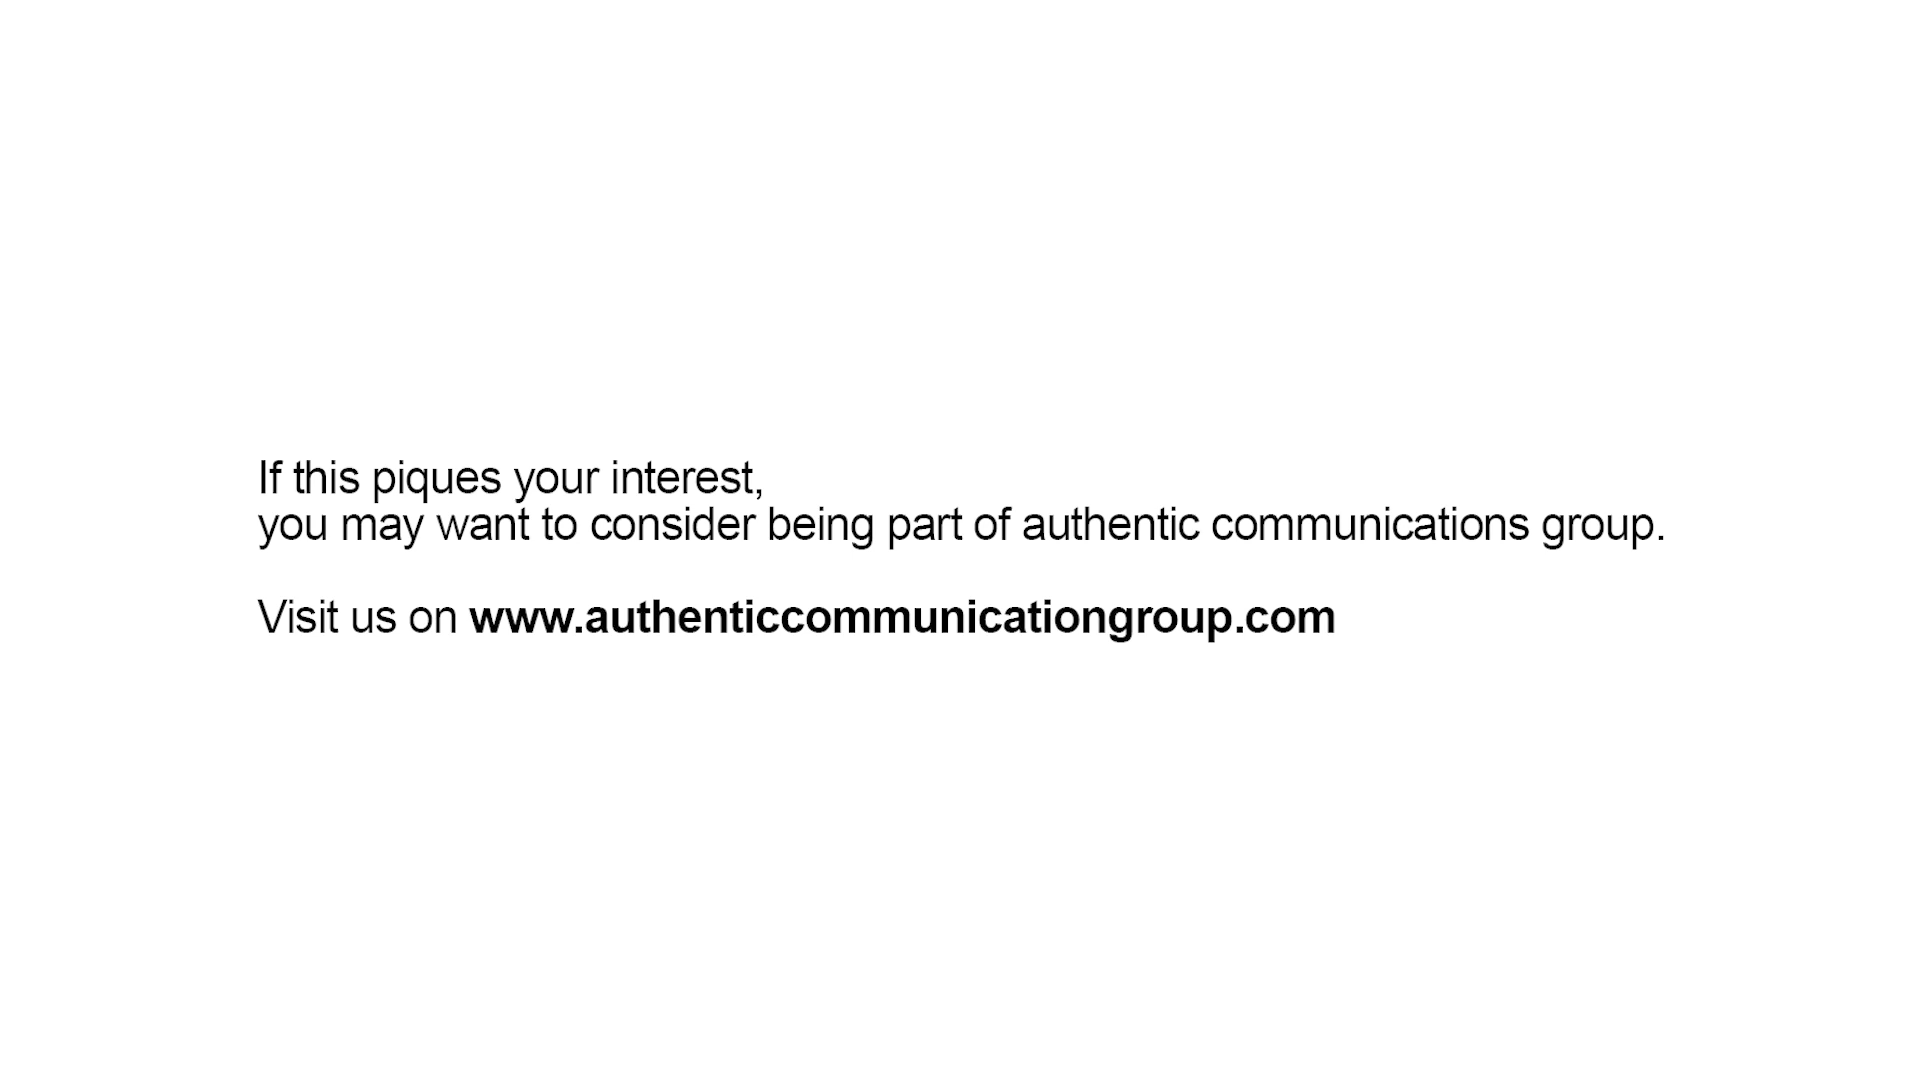 If this piques your interest,
you may want to consider being part of authentic communications group.
Visit us on www.authenticcommunicationgroup.com